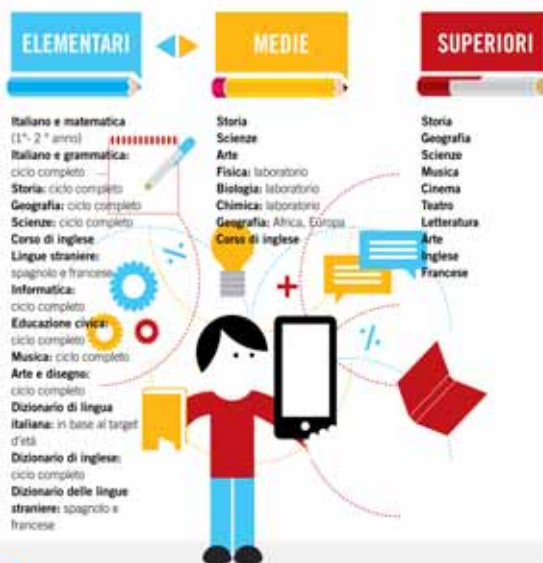 ELEMENTARI
Italiano e matematica
(1°- 2° anno)
Italiano e grammatica:
ciclo completo
Storia: ciclo completo
Geografia: ciclo completo
Scienze: ciclo completo
Corso di inglese
Lingue straniere:
spagnolo e francese
Informatica:
ciclo completo
Educazione civica:
ciclo completo
Musica: ciclo completo
Arte e disegno:
ciclo completo
Dizionario di lingua
italiana: in base al target
d'età
Dizionario di inglese:
ciclo completo
Dizionario delle lingue
straniere: spagnolo e
francese
MEDIE
Storia
Scienze
Arte
Fisica: laboratorio
Biologia: laboratorio
Chimica: laboratorio
Geografia: Africa, Europa
Corso di inglese
SUPERIORI
Storia
Geografia
Scienze
Musica
Cinema
Teatro
Letteratura
Arte
Inglese
Francese
%
+
%